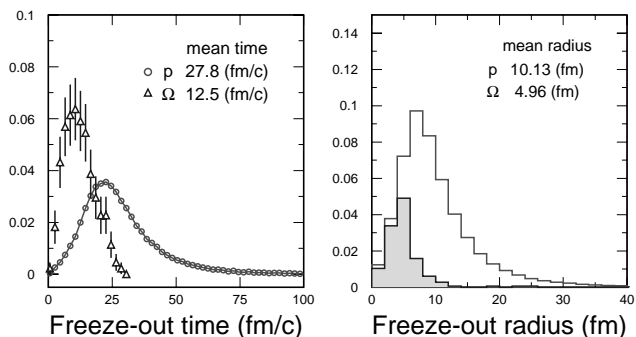 0.1
0.08
0.06
0.04
0.02
0
mean time
p 27.8 (fm/c)
Ω 12.5 (fm/c)
0 25 50 75 100
Freeze-out time (fm/c)
0.14
0.12
0.1
0.08
0.06
0.04
0.02
0
mean radius
p 10.13 (fm)
Ω 4.96 (fm)
0 10 20 30 40
Freeze-out radius (fm)